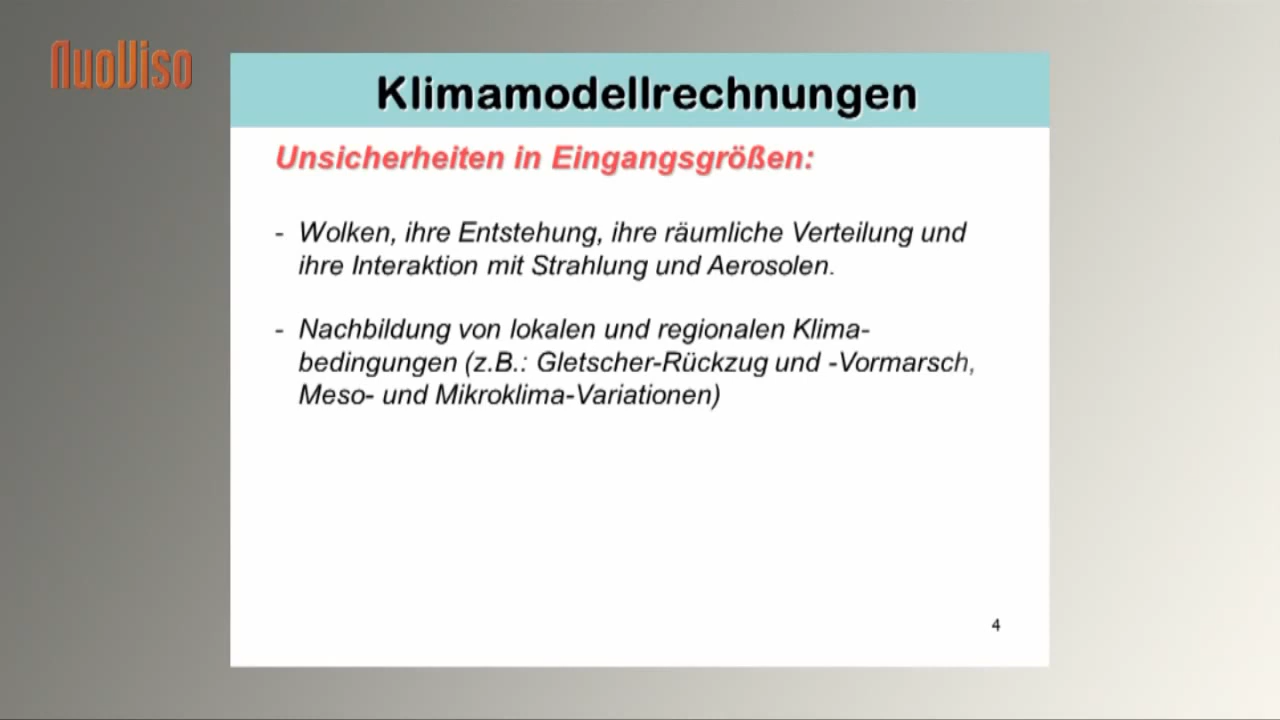 NuoViso
Klimamodellrechnungen
Unsicherheiten in Eingangsgrößen:
- Wolken, ihre Entstehung, ihre räumliche Verteilung und
ihre Interaktion mit Strahlung und Aerosolen.
- Nachbildung von lokalen und regionalen Klima-
bedingungen (z.B.: Gletscher-Rückzug und -Vormarsch,
Meso- und Mikroklima-Variationen)
4